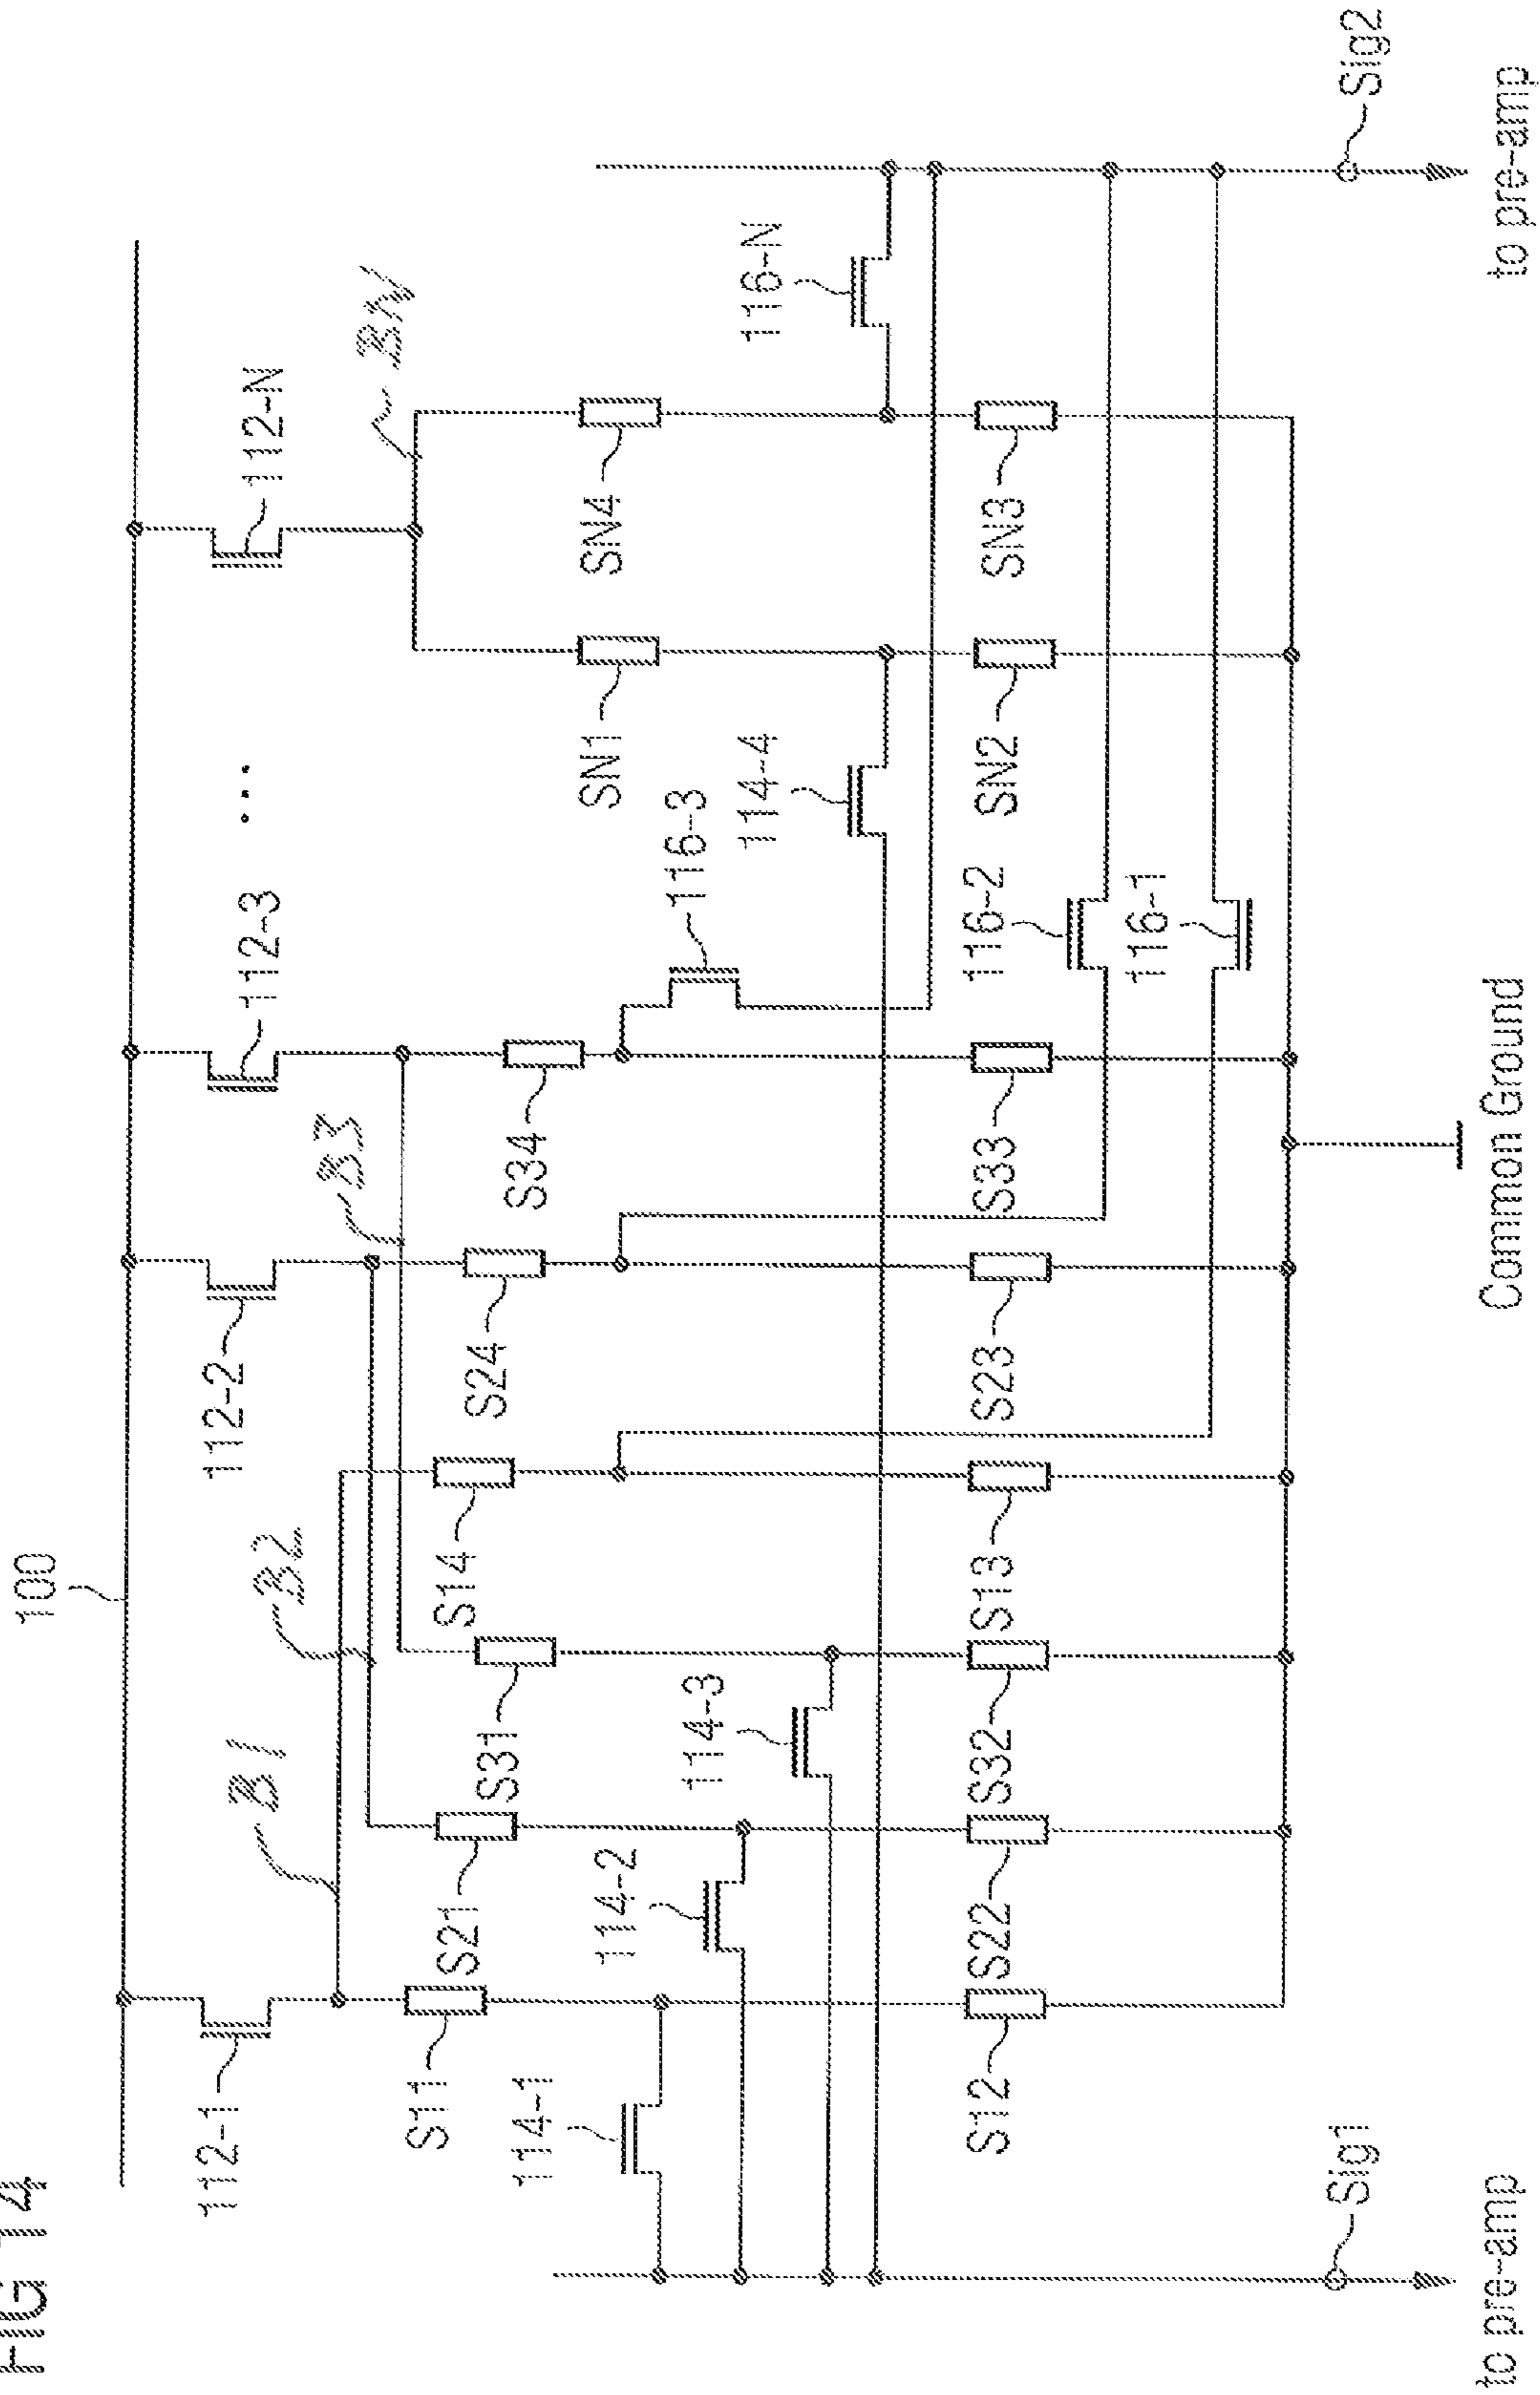 FIG 14
100
112-1
112-2
112-3
...
112-N
B1
B2
B3
BN
S11
S21
S31
S14
S24
S34
SN1
SN4
114-1
114-2
114-3
114-4
116-3
116-N
S12
S22
S32
S13
S23
S33
SN2
SN3
116-2
116-1
Sig1
Sig2
to pre-amp
Common Ground
to pre-amp